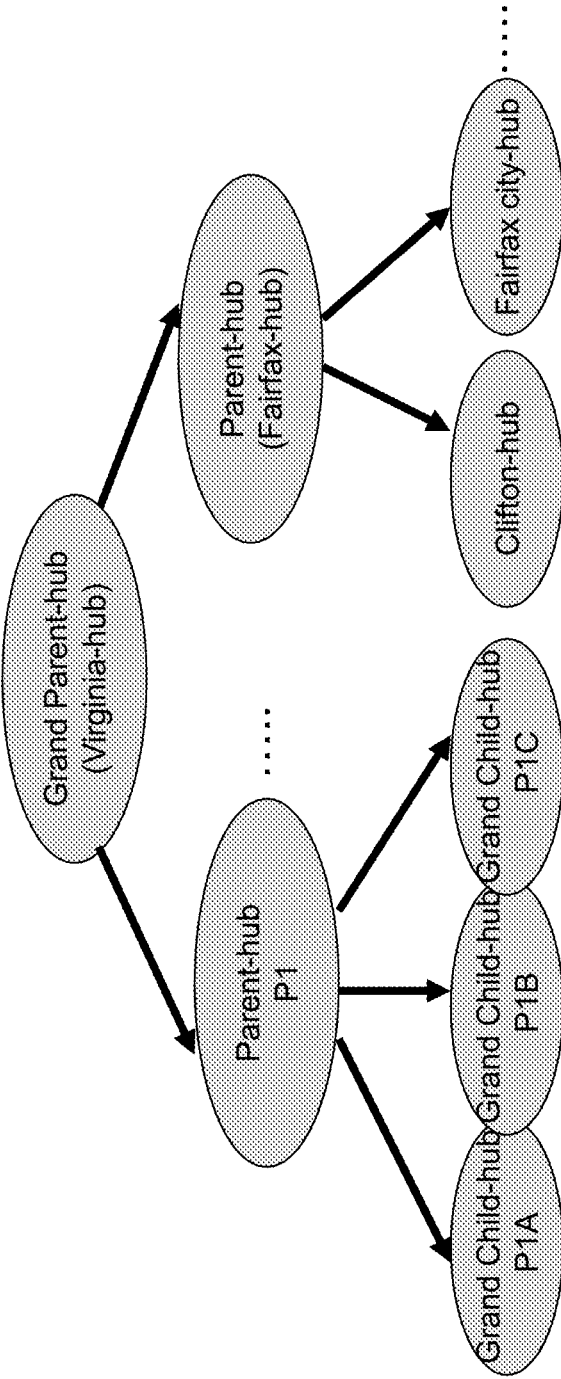 Grand Parent-hub
(Virginia-hub)
Parent-hub
P1
......
Parent-hub
(Fairfax-hub)
Grand Child-hub
P1A
Grand Child-hub
P1B
Grand Child-hub
P1C
Clifton-hub
Fairfax city-hub
......